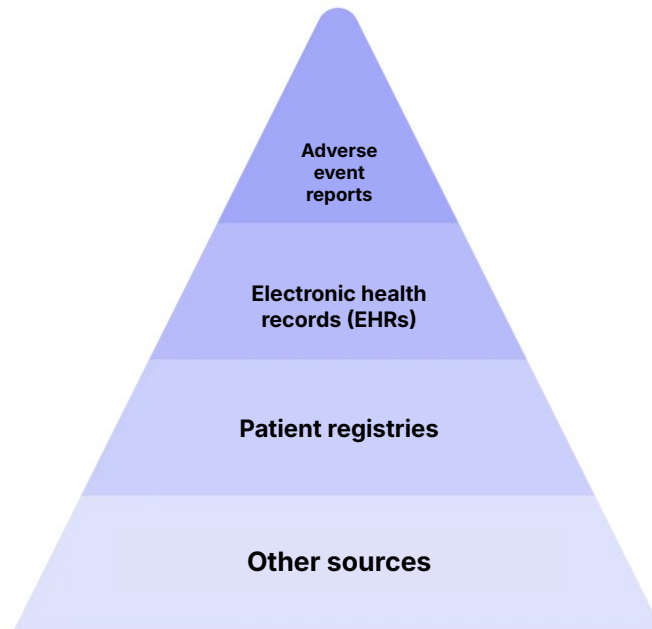 Adverse
event
reports
Electronic health
records (EHRs)
Patient registries
Other sources